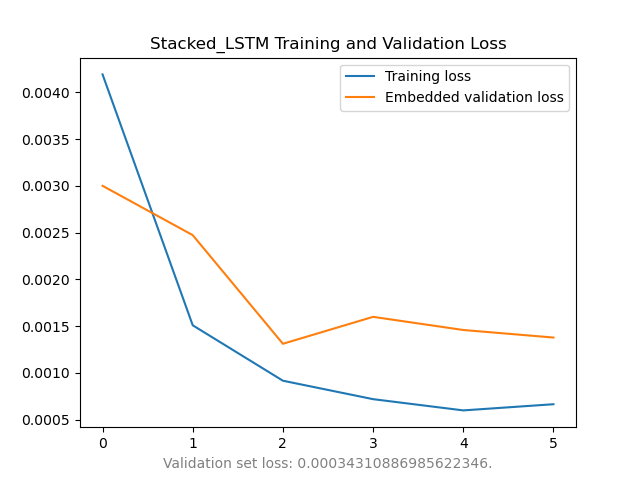 Stacked_LSTM Training and Validation Loss
Training loss
Embedded validation loss
0.0040
0.0035
0.0030
0.0025
0.0020
0.0015
0.0010
0.0005
0 1 2 3 4 5
Validation set loss: 0.00034310886985622346.